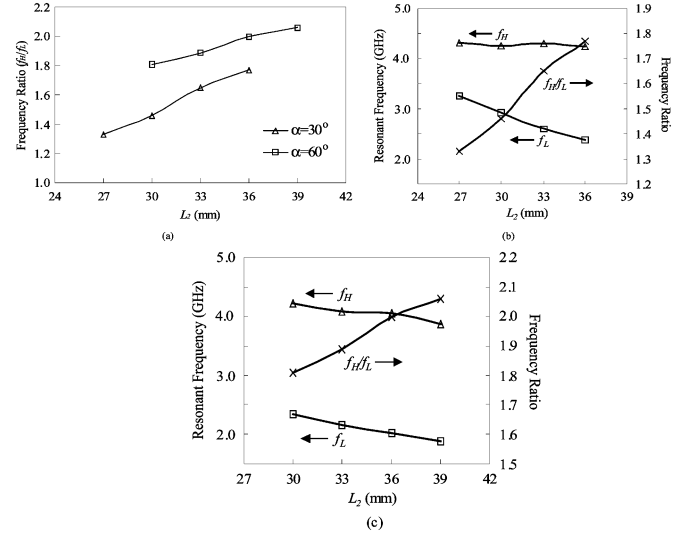 Frequency Ratio (fH/fL)
2.2
2.0
1.8
1.6
1.4
1.2
1.0
α=30°
α=60°
24 27 30 33 36 39 42
L2 (mm)
(a)
Resonant Frequency (GHz)
5.0
4.0
3.0
2.0
fH
fH/fL
fL
1.9
1.8
1.7
1.6
1.5
1.4
1.3
1.2
Frequency Ratio
24 27 30 33 36 39
L2 (mm)
(b)
Resonant Frequency (GHz)
5.0
4.0
3.0
2.0
fH
fH/fL
fL
2.2
2.1
2.0
1.9
1.8
1.7
1.6
1.5
Frequency Ratio
27 30 33 36 39 42
L2 (mm)
(c)